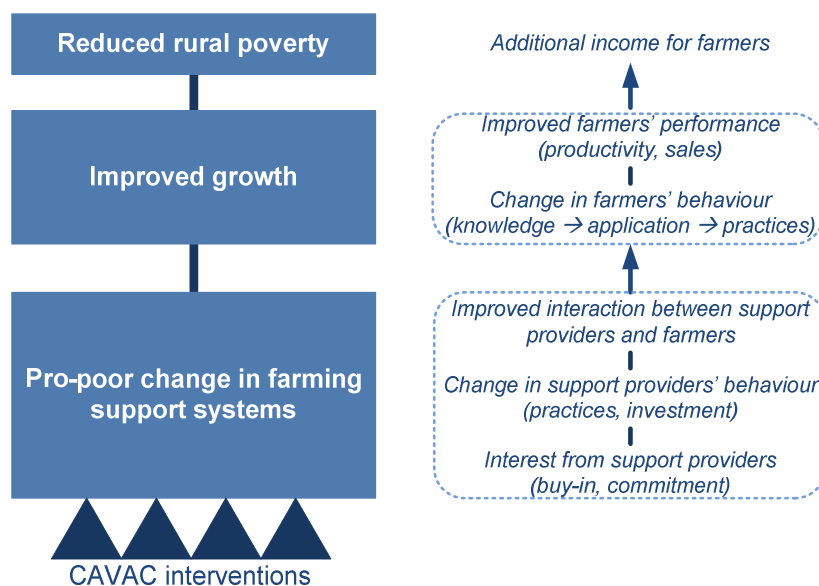 Reduced rural poverty
Improved growth
Pro-poor change in farming
support systems
CAVAC interventions
Additional income for farmers
Improved farmers' performance
(productivity, sales)
Change in farmers' behaviour
(knowledge → application → practices)
Improved interaction between support
providers and farmers
Change in support providers' behaviour
(practices, investment)
Interest from support providers
(buy-in, commitment)